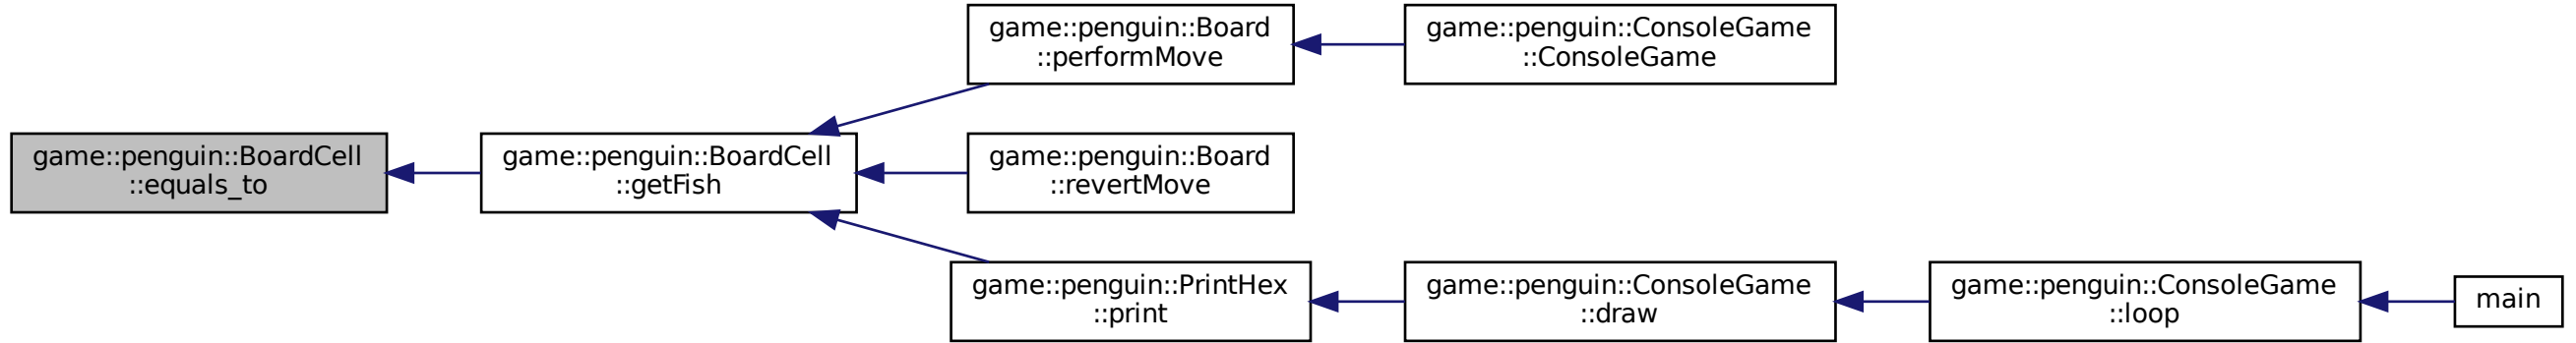 game::penguin::BoardCell
::equals_to
game::penguin::BoardCell
::getFish
game::penguin::Board
::performMove
game::penguin::ConsoleGame
::ConsoleGame
game::penguin::Board
::revertMove
game::penguin::PrintHex
::print
game::penguin::ConsoleGame
::draw
game::penguin::ConsoleGame
::loop
main